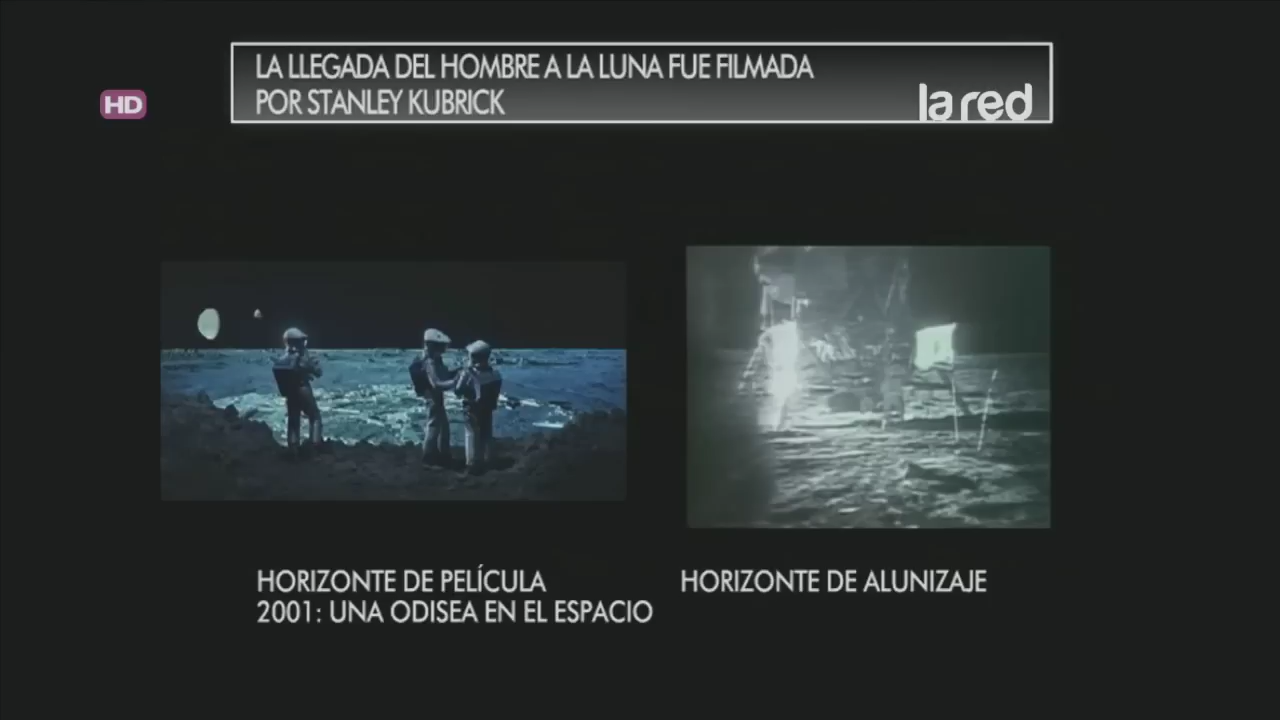 LA LLEGADA DEL HOMBRE A LA LUNA FUE FILMADA
POR STANLEY KUBRICK
HD
la red
HORIZONTE DE PELÍCULA
2001: UNA ODISEA EN EL ESPACIO
HORIZONTE DE ALUNIZAJE